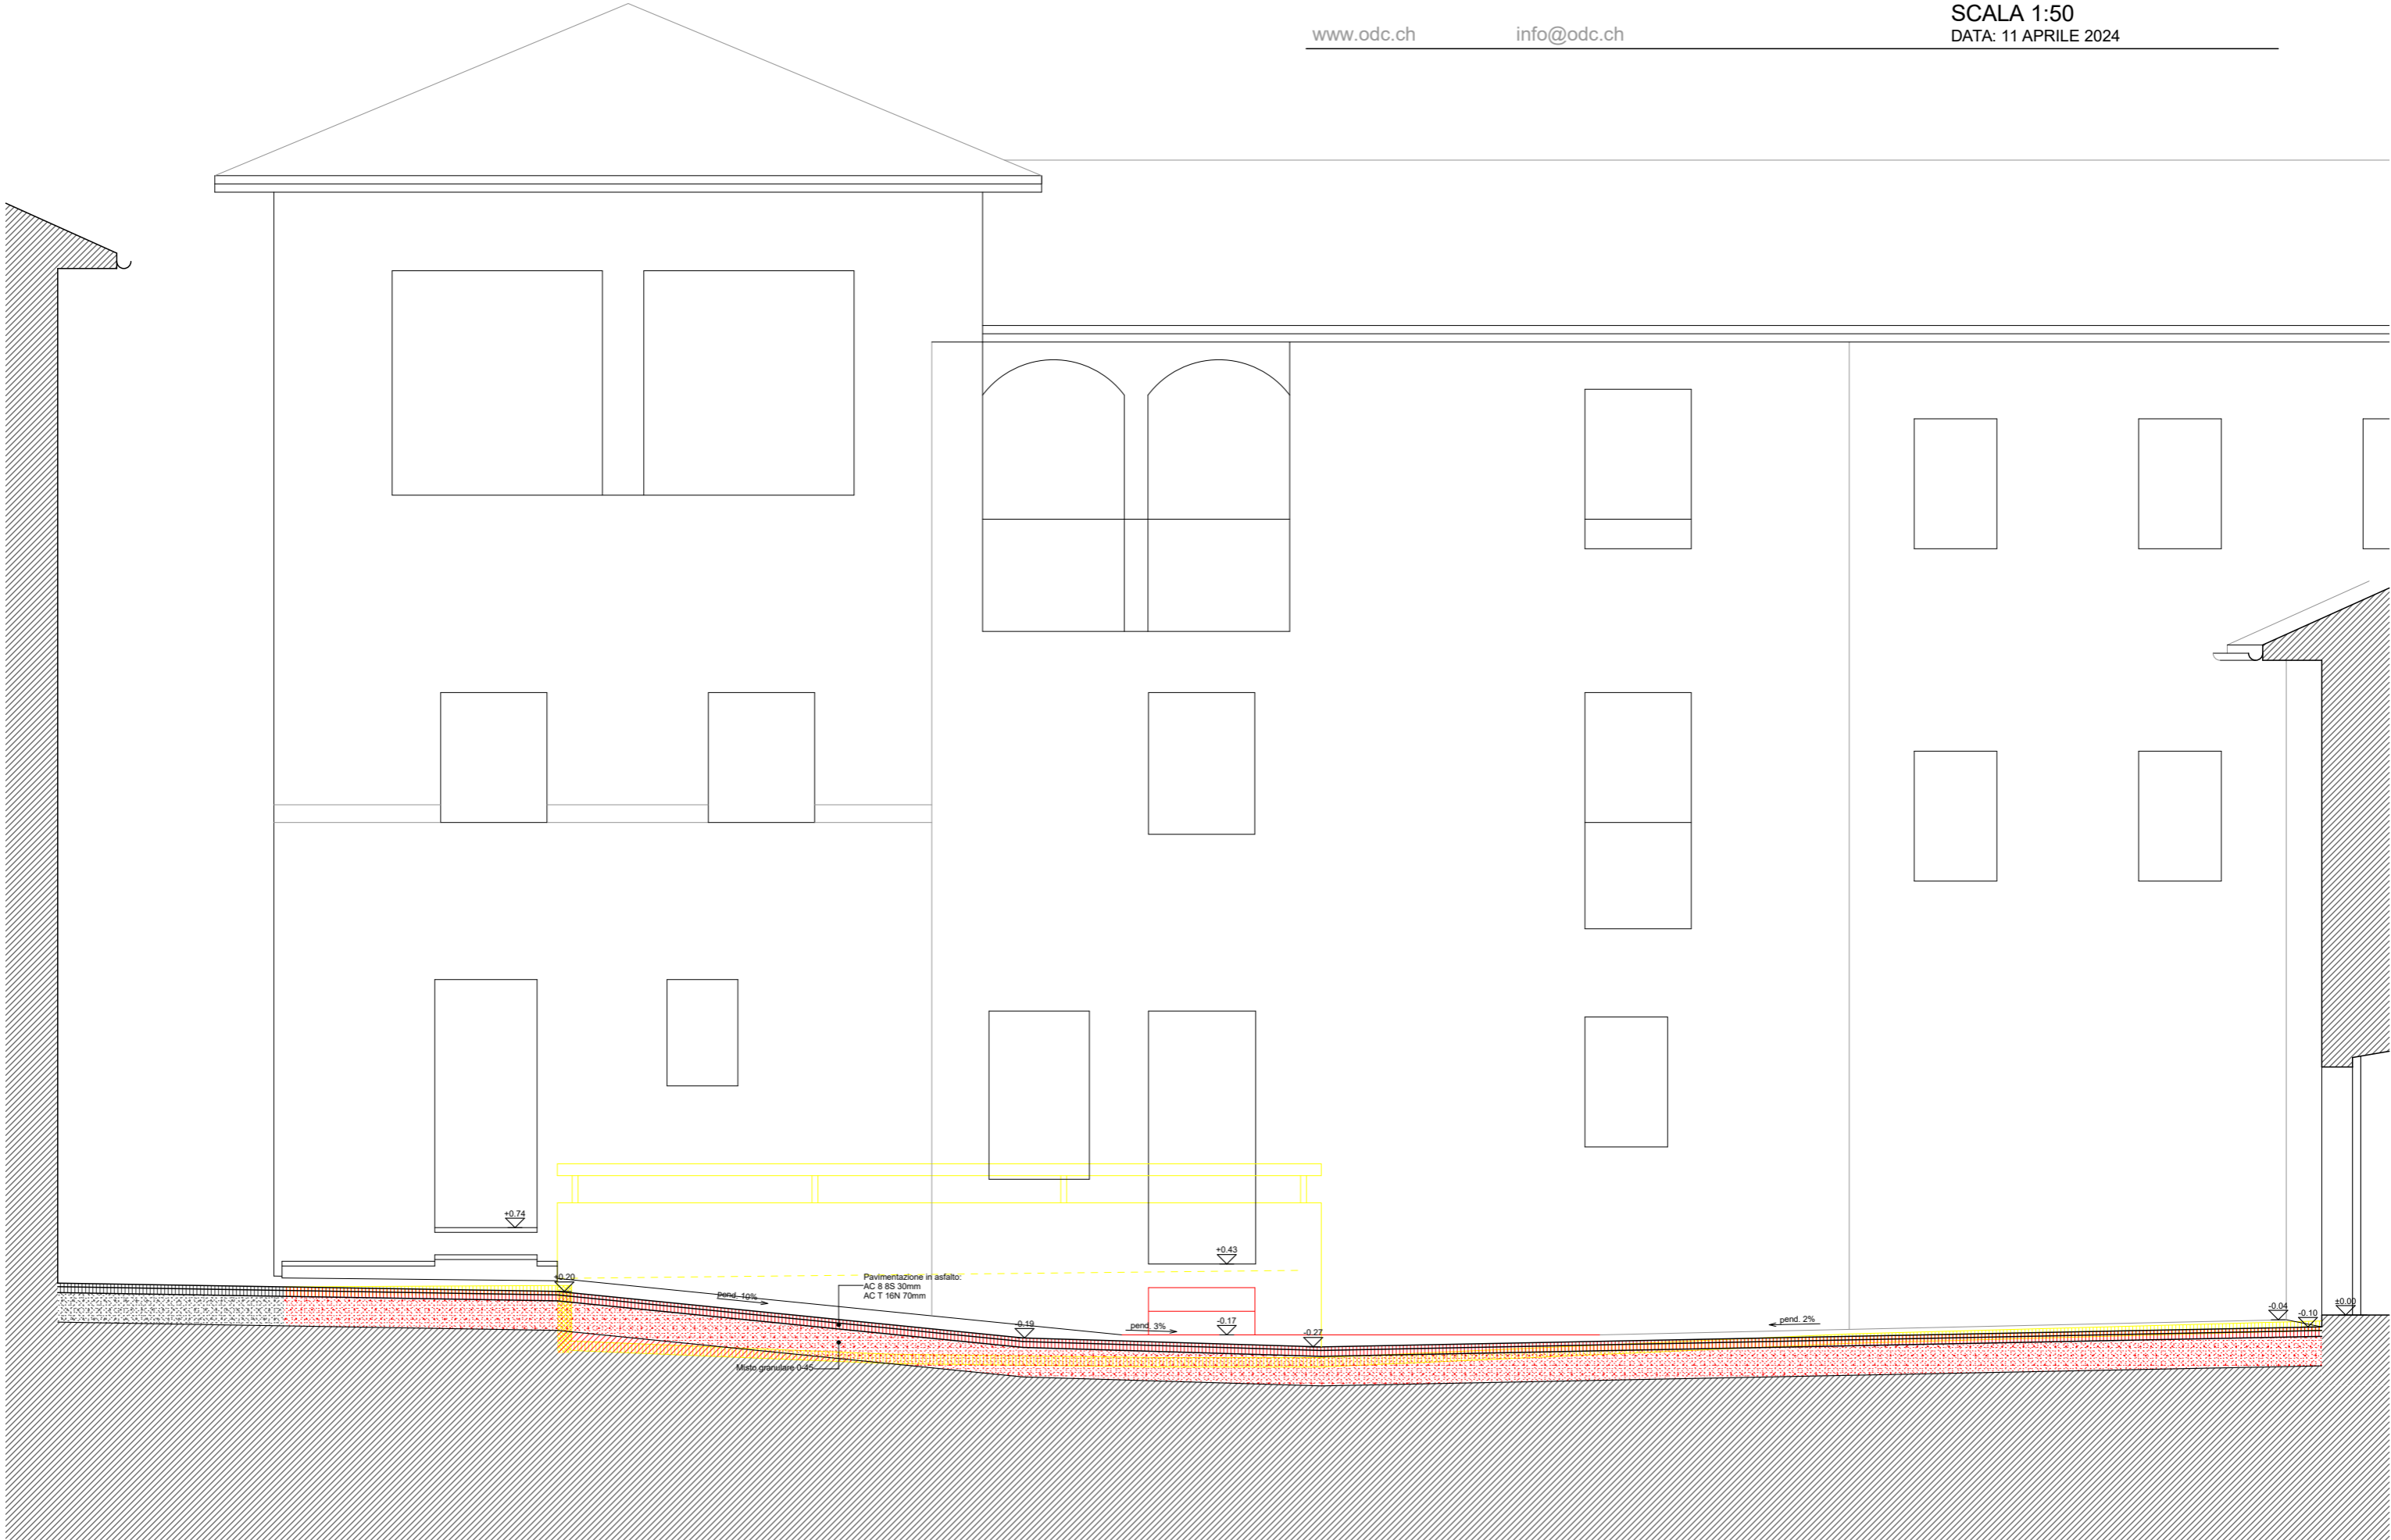 SCALA 1:50
www.odc.ch info@odc.ch DATA: 11 APRILE 2024
+0.74
+0.43
+0.20
Pavimentazione in asfalto:
AC 8 8S 30mm
AC T 16N 70mm
pend. 10%
-0.19
pend. 3%
-0.17
-0.27
pend. 2%
-0.04
-0.10
±0.00
Misto granulare 0-45